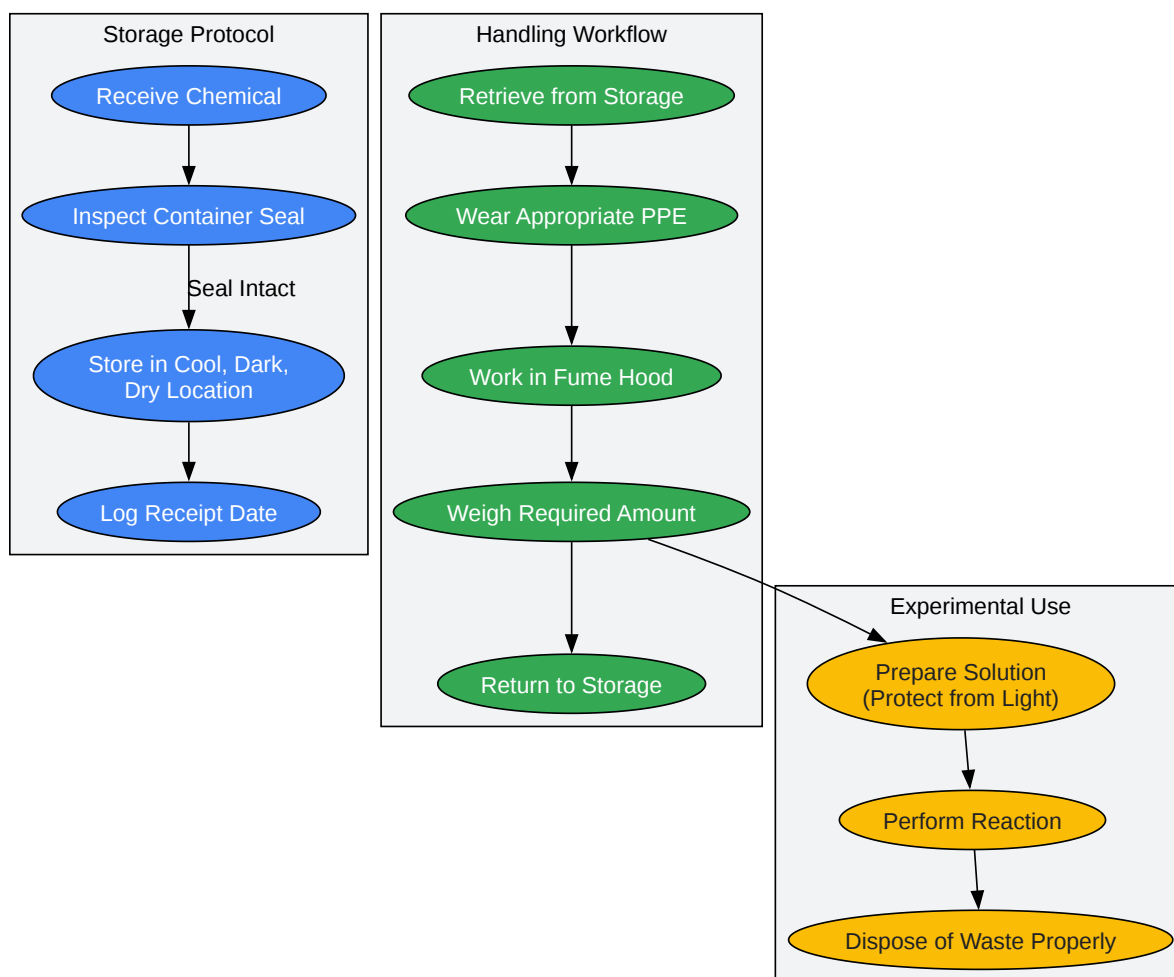 Storage Protocol
Receive Chemical
Inspect Container Seal
Seal Intact
Store in Cool, Dark,
Dry Location
Log Receipt Date
Handling Workflow
Retrieve from Storage
Wear Appropriate PPE
Work in Fume Hood
Weigh Required Amount
Return to Storage
Experimental Use
Prepare Solution
(Protect from Light)
Perform Reaction
Dispose of Waste Properly